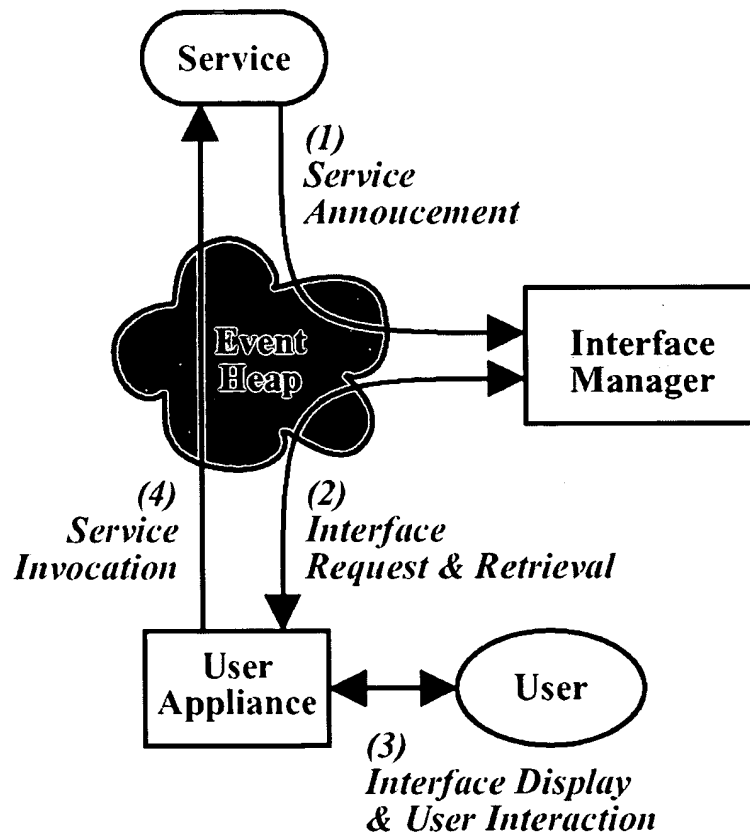 Service
(1)
Service
Annoucement
Event
Heap
Interface
Manager
(4)
Service
Invocation
(2)
Interface
Request & Retrieval
User
Appliance
User
(3)
Interface Display
& User Interaction